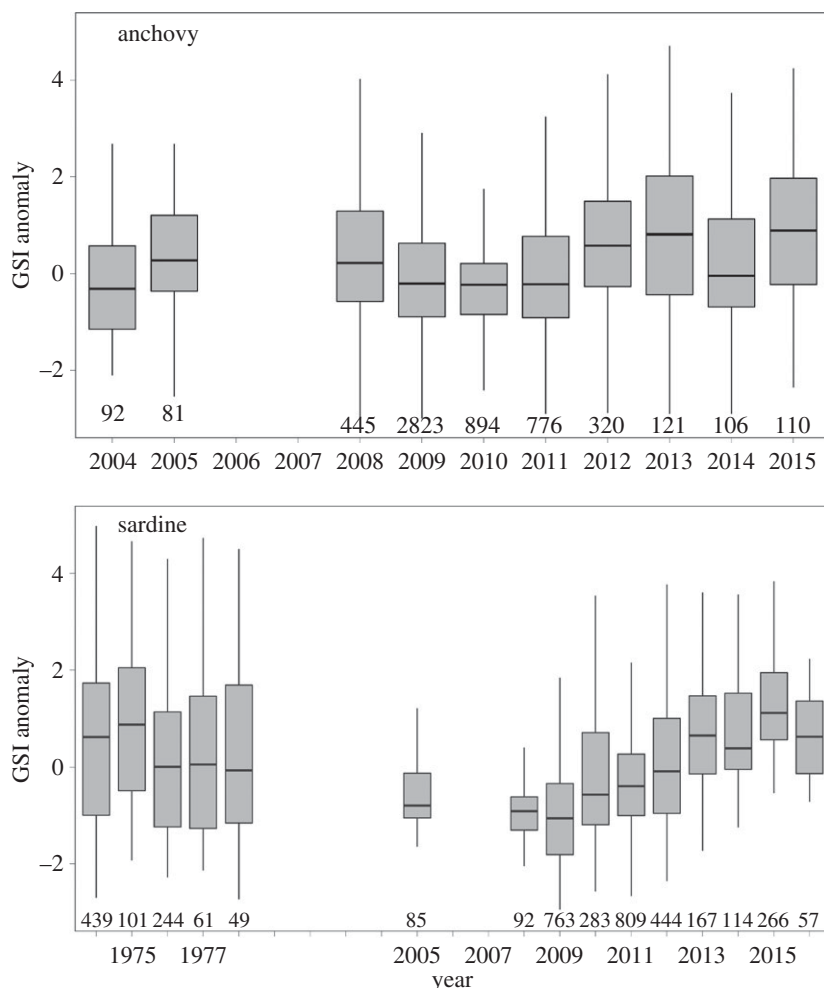 anchovy
4
2
0
−2
GSI anomaly
92 81 445 2823 894 776 320 121 106 110
2004 2005 2006 2007 2008 2009 2010 2011 2012 2013 2014 2015
sardine
4
2
0
−2
GSI anomaly
439 101 244 61 49 85 92 763 283 809 444 167 114 266 57
1975 1977 2005 2007 2009 2011 2013 2015
year